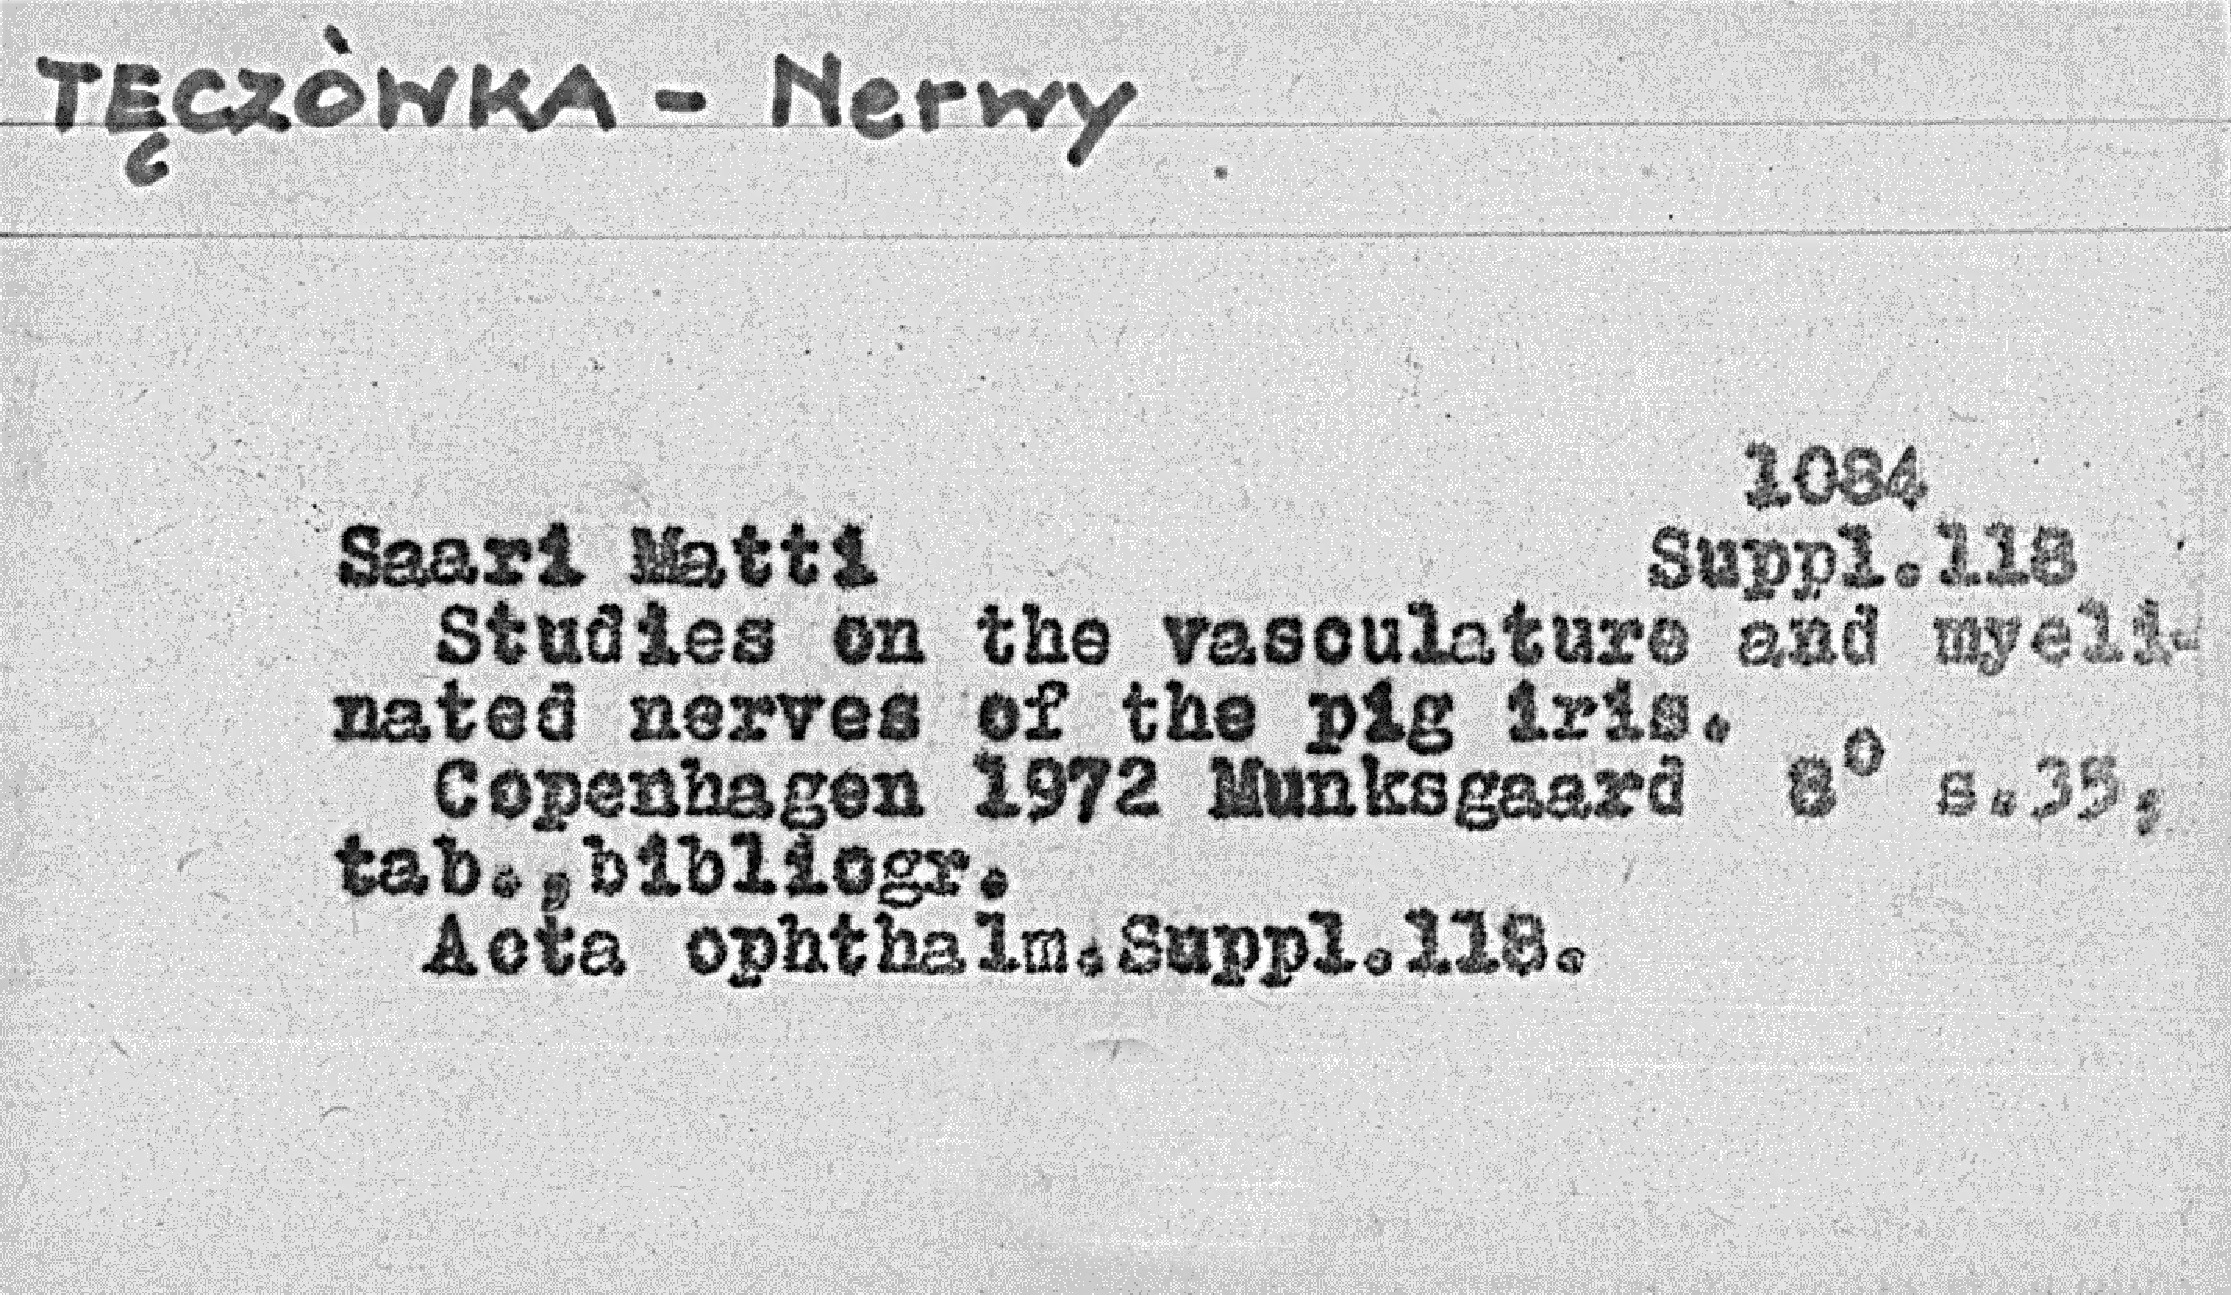 TĘCZÓWKA - Nerwy
1084
Saari Matti Suppl.118
Studies on the vasculature and myeli-
nated nerves of the pig iris.
Copenhagen 1972 Munksgaard 8° s.35,
tab.,bibliogr.
Acta ophthalm.Suppl.118.